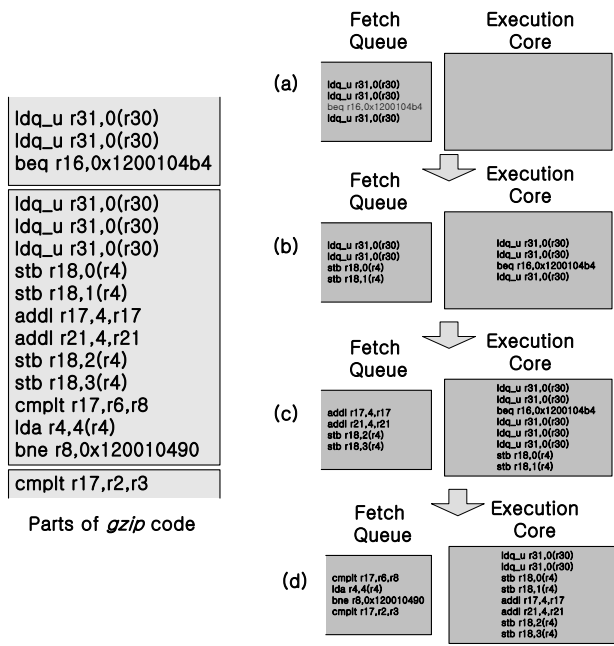 ldq_u r31,0(r30)
ldq_u r31,0(r30)
beq r16,0x1200104b4
ldq_u r31,0(r30)
ldq_u r31,0(r30)
ldq_u r31,0(r30)
stb r18,0(r4)
stb r18,1(r4)
addl r17,4,r17
addl r21,4,r21
stb r18,2(r4)
stb r18,3(r4)
cmplt r17,r6,r8
lda r4,4(r4)
bne r8,0x120010490
cmplt r17,r2,r3
Parts of gzip code
Fetch
Queue
Execution
Core
(a)
ldq_u r31,0(r30)
ldq_u r31,0(r30)
beq r16,0x1200104b4
ldq_u r31,0(r30)
Fetch
Queue
Execution
Core
(b)
ldq_u r31,0(r30)
ldq_u r31,0(r30)
stb r18,0(r4)
stb r18,1(r4)
ldq_u r31,0(r30)
ldq_u r31,0(r30)
beq r16,0x1200104b4
ldq_u r31,0(r30)
Fetch
Queue
Execution
Core
(c)
addl r17,4,r17
addl r21,4,r21
stb r18,2(r4)
stb r18,3(r4)
ldq_u r31,0(r30)
ldq_u r31,0(r30)
beq r16,0x1200104b4
ldq_u r31,0(r30)
ldq_u r31,0(r30)
ldq_u r31,0(r30)
stb r18,0(r4)
stb r18,1(r4)
Fetch
Queue
Execution
Core
(d)
cmplt r17,r6,r8
lda r4,4(r4)
bne r8,0x120010490
cmplt r17,r2,r3
ldq_u r31,0(r30)
ldq_u r31,0(r30)
stb r18,0(r4)
stb r18,1(r4)
addl r17,4,r17
addl r21,4,r21
stb r18,2(r4)
stb r18,3(r4)